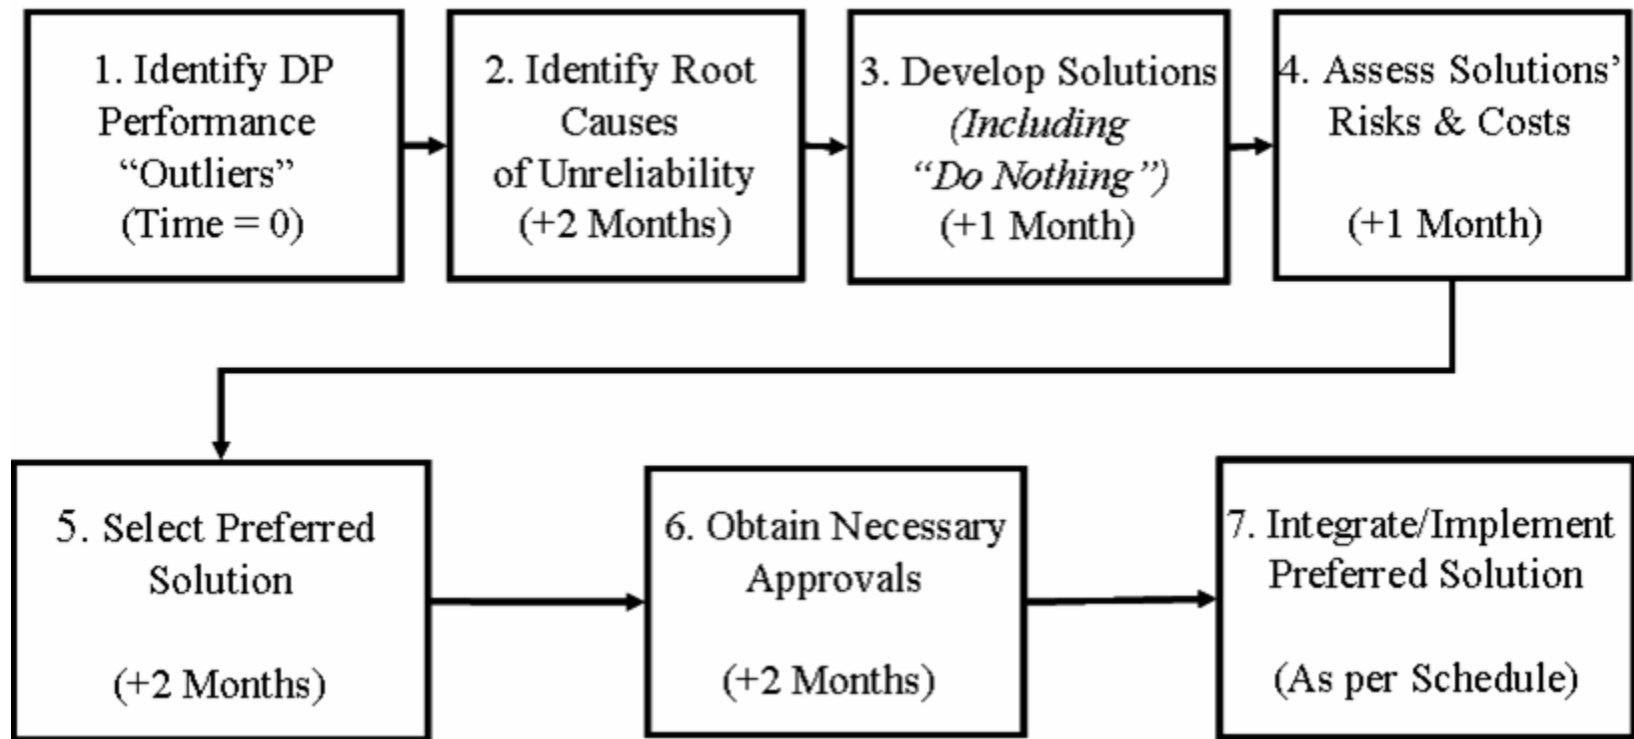 1. Identify DP
Performance
“Outliers”
(Time = 0)
2. Identify Root
Causes
of Unreliability
(+2 Months)
3. Develop Solutions
(Including
“Do Nothing”)
(+1 Month)
4. Assess Solutions’
Risks & Costs
(+1 Month)
5. Select Preferred
Solution
(+2 Months)
6. Obtain Necessary
Approvals
(+2 Months)
7. Integrate/Implement
Preferred Solution
(As per Schedule)